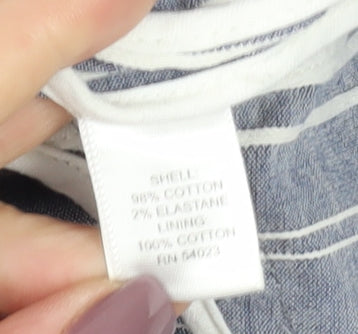 SHELL:
98% COTTON
2% ELASTANE
LINING:
100% COTTON
RN 54023